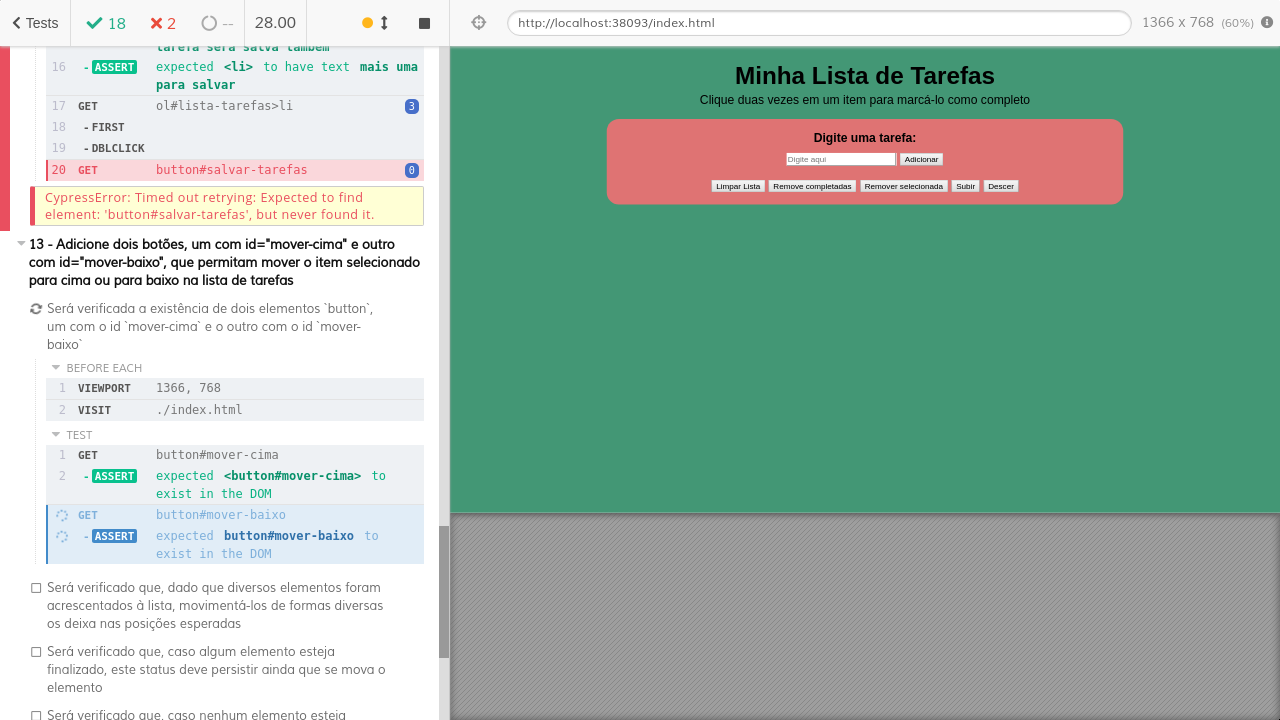 Tests
18
2
--
28.00
http://localhost:38093/index.html
1366 x 768 (60%)
tarefa será salva também
16 - ASSERT expected <li> to have text mais uma
para salvar
17 GET ol#lista-tarefas>li 3
18 - FIRST
19 - DBLCLICK
20 GET button#salvar-tarefas 0
CypressError: Timed out retrying: Expected to find
element: 'button#salvar-tarefas', but never found it.
13 - Adicione dois botões, um com id="mover-cima" e outro
com id="mover-baixo", que permitam mover o item selecionado
para cima ou para baixo na lista de tarefas
Será verificada a existência de dois elementos `button`,
um com o id `mover-cima` e o outro com o id `mover-
baixo`
BEFORE EACH
1 VIEWPORT 1366, 768
2 VISIT ./index.html
TEST
1 GET button#mover-cima
2 - ASSERT expected <button#mover-cima> to
exist in the DOM
GET button#mover-baixo
- ASSERT expected button#mover-baixo to
exist in the DOM
Será verificado que, dado que diversos elementos foram
acrescentados à lista, movimentá-los de formas diversas
os deixa nas posições esperadas
Será verificado que, caso algum elemento esteja
finalizado, este status deve persistir ainda que se mova o
elemento
Será verificado que, caso nenhum elemento esteja
Minha Lista de Tarefas
Clique duas vezes em um item para marcá-lo como completo
Digite uma tarefa:
Digite aqui Adicionar
Limpar Lista Remove completadas Remover selecionada Subir Descer